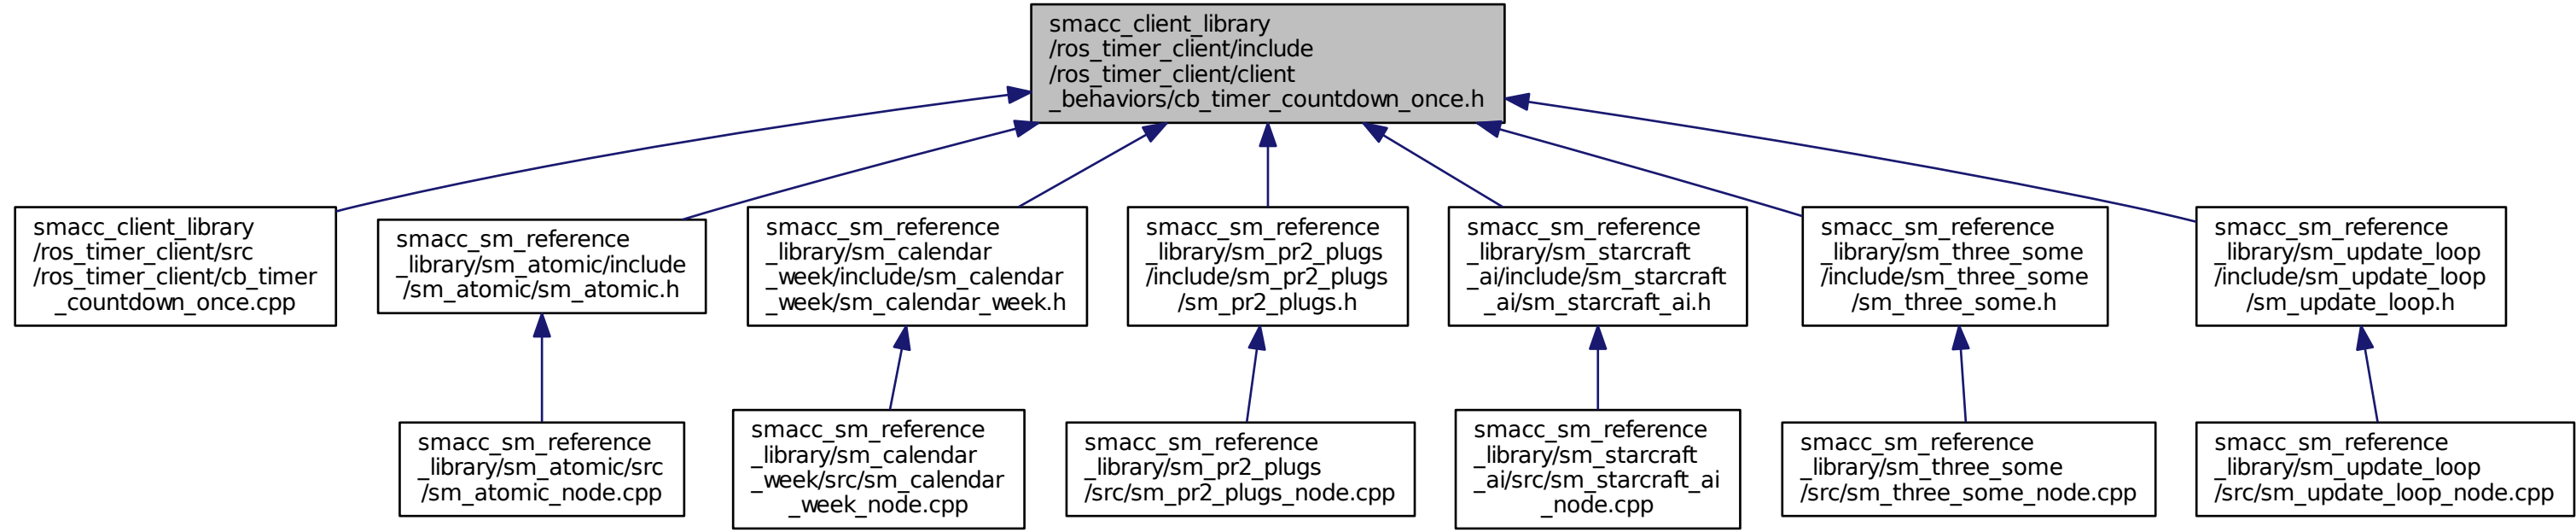 smacc_client_library
/ros_timer_client/include
/ros_timer_client/client
_behaviors/cb_timer_countdown_once.h
smacc_client_library
/ros_timer_client/src
/ros_timer_client/cb_timer
_countdown_once.cpp
smacc_sm_reference
_library/sm_atomic/include
/sm_atomic/sm_atomic.h
smacc_sm_reference
_library/sm_calendar
_week/include/sm_calendar
_week/sm_calendar_week.h
smacc_sm_reference
_library/sm_pr2_plugs
/include/sm_pr2_plugs
/sm_pr2_plugs.h
smacc_sm_reference
_library/sm_starcraft
_ai/include/sm_starcraft
_ai/sm_starcraft_ai.h
smacc_sm_reference
_library/sm_three_some
/include/sm_three_some
/sm_three_some.h
smacc_sm_reference
_library/sm_update_loop
/include/sm_update_loop
/sm_update_loop.h
smacc_sm_reference
_library/sm_atomic/src
/sm_atomic_node.cpp
smacc_sm_reference
_library/sm_calendar
_week/src/sm_calendar
_week_node.cpp
smacc_sm_reference
_library/sm_pr2_plugs
/src/sm_pr2_plugs_node.cpp
smacc_sm_reference
_library/sm_starcraft
_ai/src/sm_starcraft_ai
_node.cpp
smacc_sm_reference
_library/sm_three_some
/src/sm_three_some_node.cpp
smacc_sm_reference
_library/sm_update_loop
/src/sm_update_loop_node.cpp